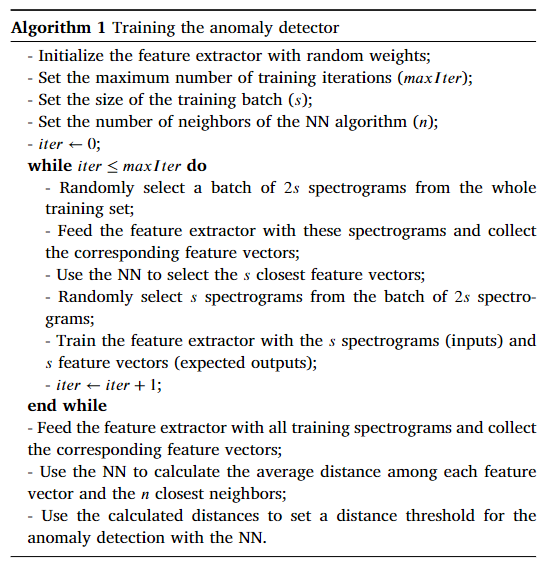 Algorithm 1 Training the anomaly detector
- Initialize the feature extractor with random weights;
- Set the maximum number of training iterations (maxIter);
- Set the size of the training batch (s);
- Set the number of neighbors of the NN algorithm (n);
- iter ← 0;
while iter ≤ maxIter do
- Randomly select a batch of 2s spectrograms from the whole
training set;
- Feed the feature extractor with these spectrograms and collect
the corresponding feature vectors;
- Use the NN to select the s closest feature vectors;
- Randomly select s spectrograms from the batch of 2s spectro-
grams;
- Train the feature extractor with the s spectrograms (inputs) and
s feature vectors (expected outputs);
- iter ← iter + 1;
end while
- Feed the feature extractor with all training spectrograms and collect
the corresponding feature vectors;
- Use the NN to calculate the average distance among each feature
vector and the n closest neighbors;
- Use the calculated distances to set a distance threshold for the
anomaly detection with the NN.